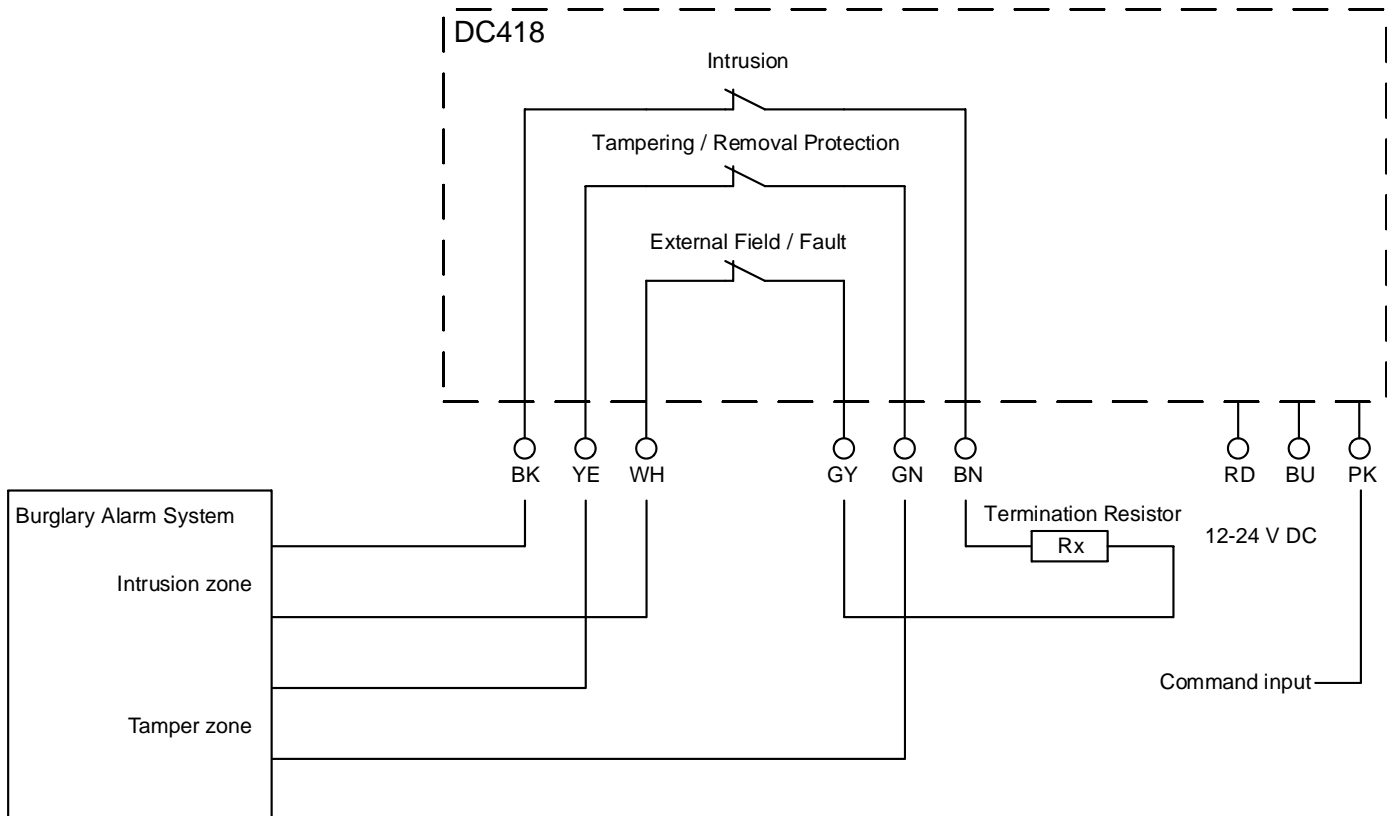 DC418
Intrusion
Tampering / Removal Protection
External Field / Fault
BK YE WH GY GN BN RD BU PK
Burglary Alarm System
Termination Resistor
Rx
12-24 V DC
Intrusion zone
Command input
Tamper zone